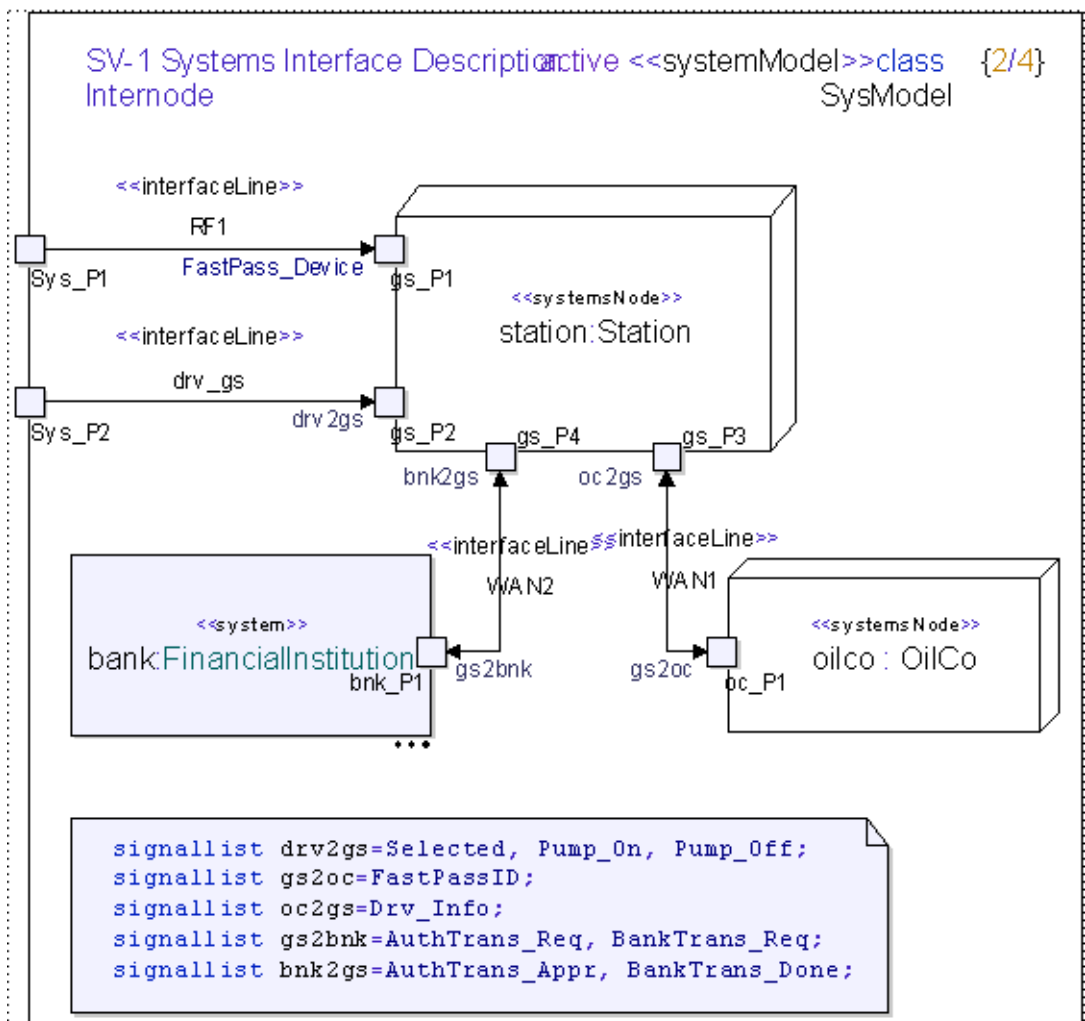 SV-1 Systems Interface Description active <<systemModel>>class {2/4}
Internode SysModel
<<interfaceLine>>
RF1
FastPass_Device
Sys_P1
gs_P1
<<systemsNode>>
station:Station
<<interfaceLine>>
drv_gs
drv2gs
Sys_P2
gs_P2
gs_P4
gs_P3
bnk2gs
oc2gs
<<interfaceLine>>
<<interfaceLine>>
WAN2
WAN1
<<system>>
bank:FinancialInstitution
bnk_P1
gs2bnk
gs2oc
<<systemsNode>>
oilco : OilCo
oc_P1
signallist drv2gs=Selected, Pump_On, Pump_Off;
signallist gs2oc=FastPassID;
signallist oc2gs=Drv_Info;
signallist gs2bnk=AuthTrans_Req, BankTrans_Req;
signallist bnk2gs=AuthTrans_Appr, BankTrans_Done;